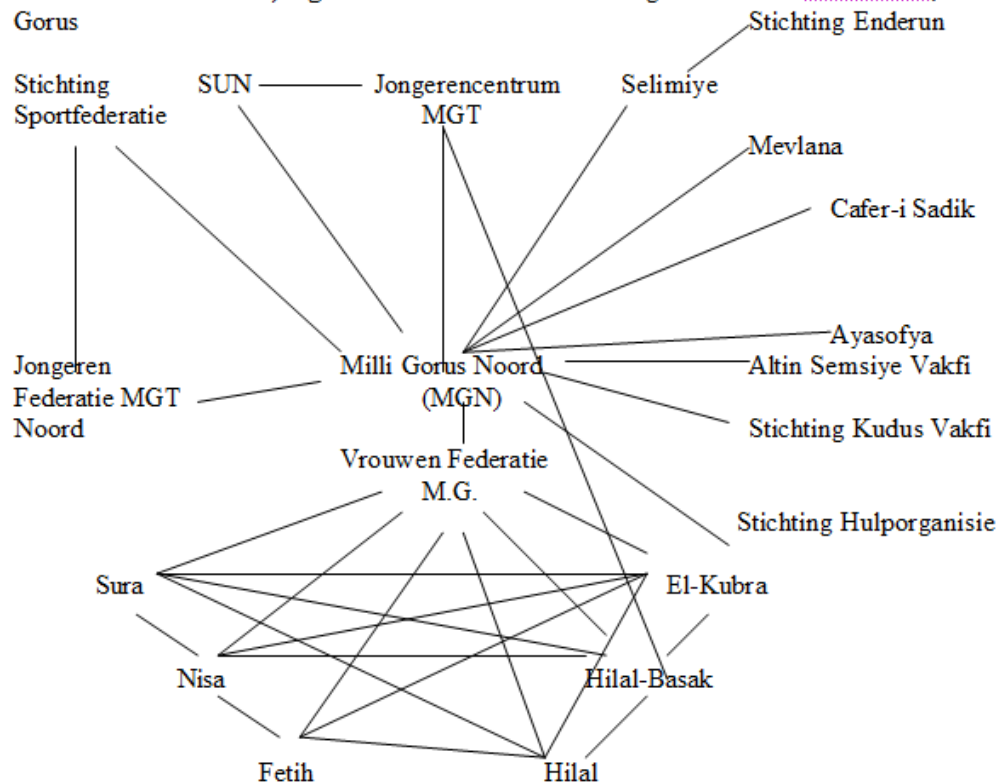 Gorus
Stichting Enderun
Stichting
Sportfederatie
SUN
Jongerencentrum
MGT
Selimiye
Mevlana
Cafer-i Sadik
Ayasofya
Jongeren
Federatie MGT
Noord
Milli Gorus Noord
(MGN)
Altin Semsiye Vakfi
Stichting Kudus Vakfi
Vrouwen Federatie
M.G.
Stichting Hulporganisie
Sura
El-Kubra
Nisa
Hilal-Basak
Fetih
Hilal